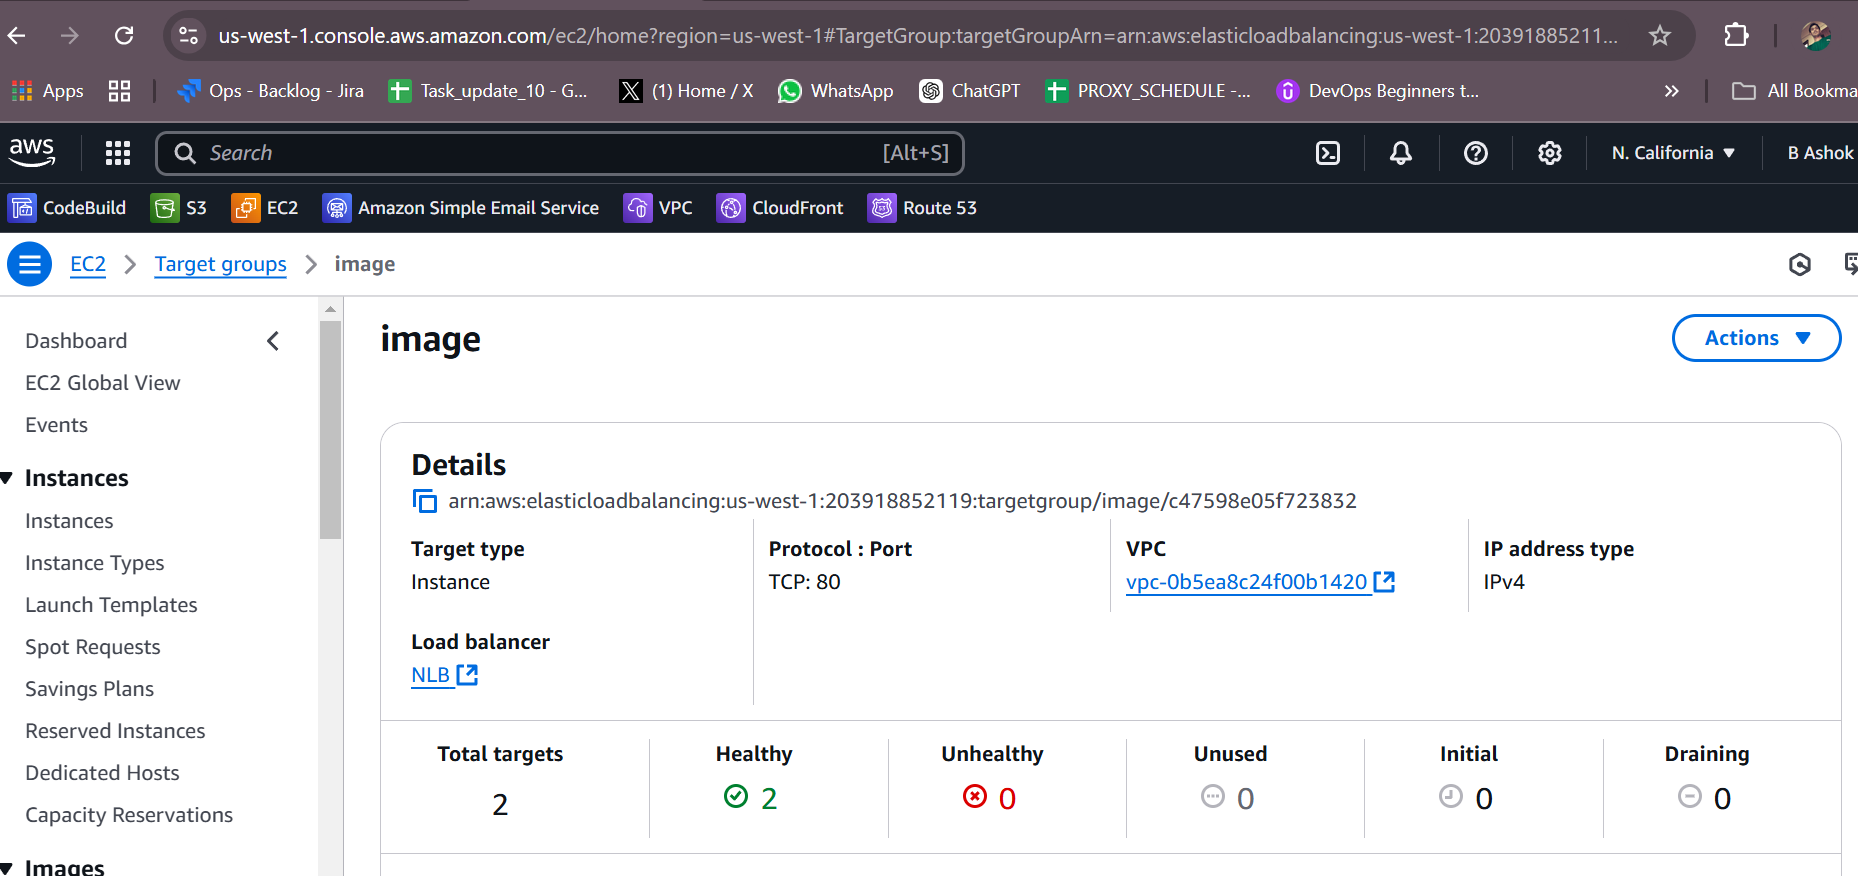 us-west-1.console.aws.amazon.com/ec2/home?region=us-west-1#TargetGroup:targetGroupArn=arn:aws:elasticloadbalancing:us-west-1:20391885211...
Apps Ops - Backlog - Jira Task_update_10 - G... (1) Home / X WhatsApp ChatGPT PROXY_SCHEDULE -... DevOps Beginners t... » All Bookma
aws Search [Alt+S] N. California B Ashok
CodeBuild S3 EC2 Amazon Simple Email Service VPC CloudFront Route 53
EC2 Target groups image
Dashboard
EC2 Global View
Events
Instances
Instances
Instance Types
Launch Templates
Spot Requests
Savings Plans
Reserved Instances
Dedicated Hosts
Capacity Reservations
Images
image
Actions
Details
arn:aws:elasticloadbalancing:us-west-1:203918852119:targetgroup/image/c47598e05f723832
Target type
Instance
Protocol : Port
TCP: 80
VPC
vpc-0b5ea8c24f00b1420
IP address type
IPv4
Load balancer
NLB
Total targets
2
Healthy
2
Unhealthy
0
Unused
0
Initial
0
Draining
0